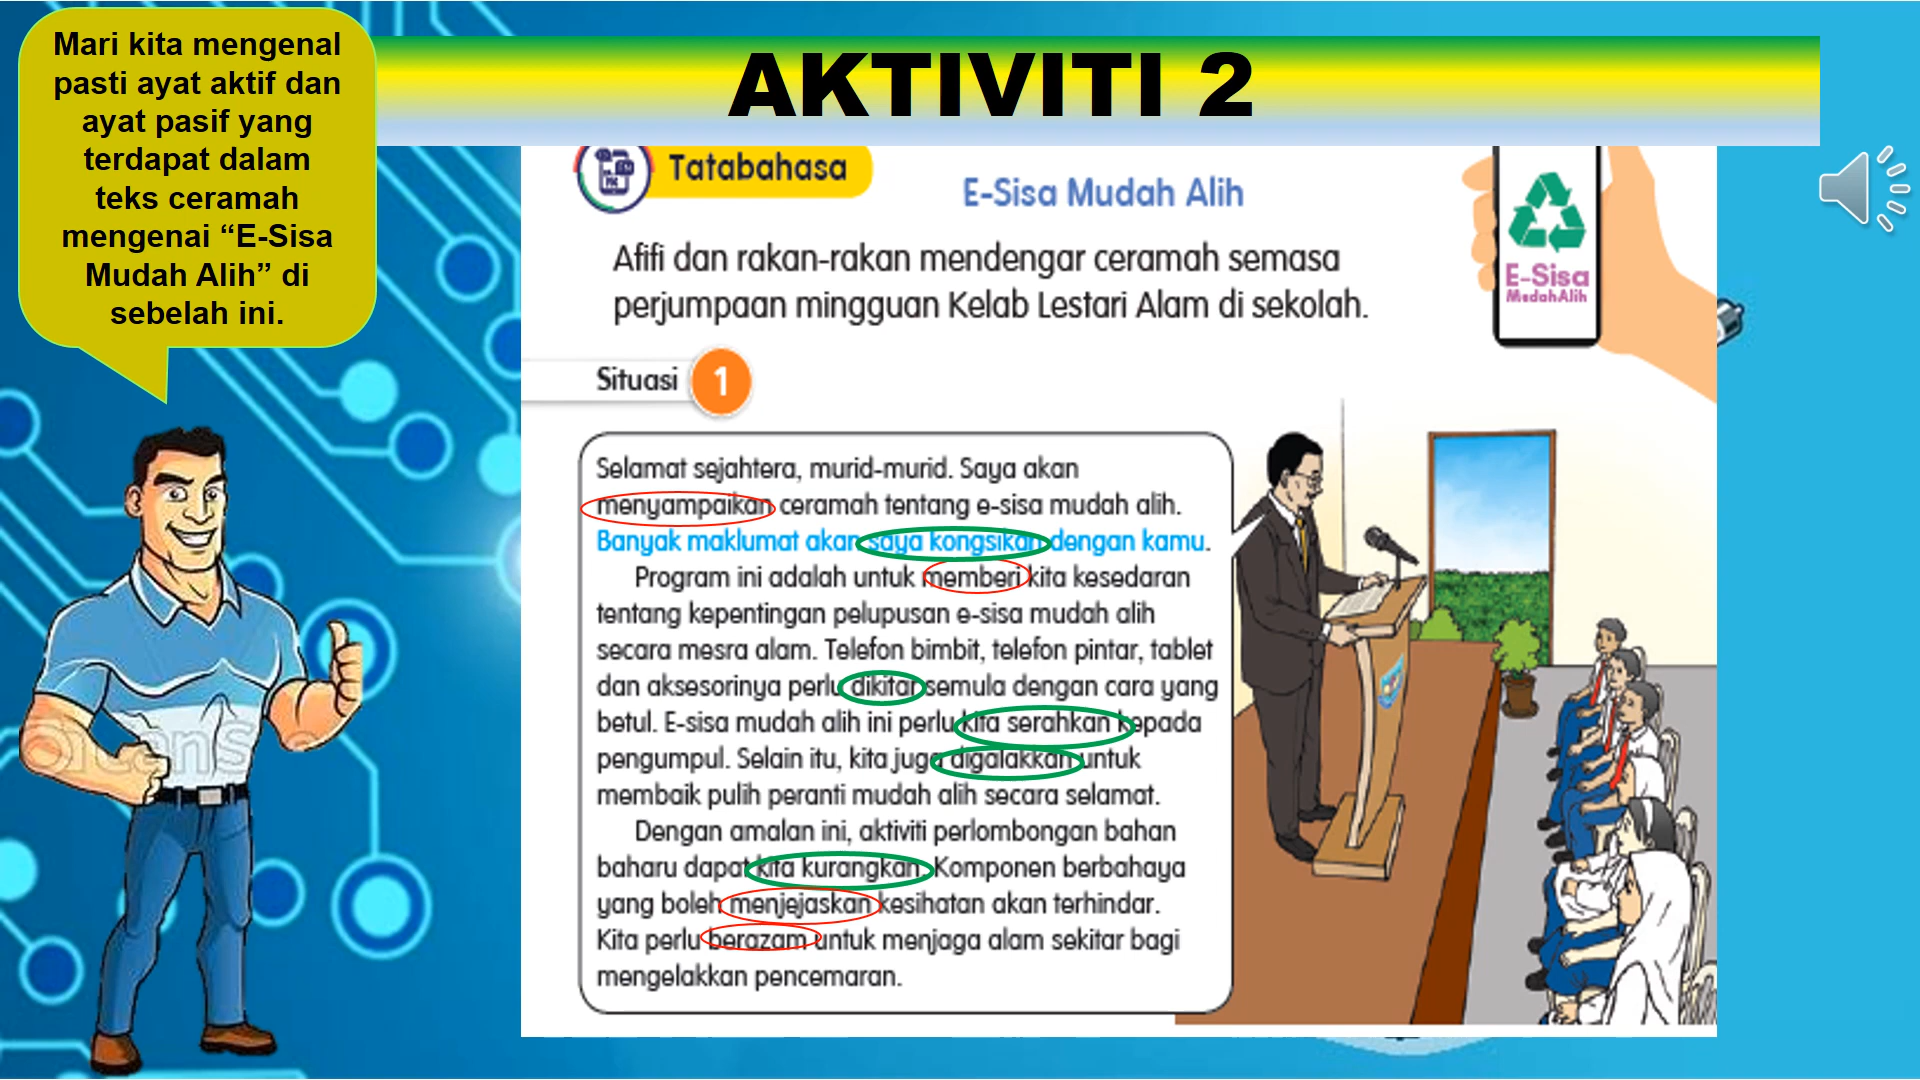 Mari kita mengenal
pasti ayat aktif dan
ayat pasif yang
terdapat dalam
teks ceramah
mengenai “E-Sisa
Mudah Alih” di
sebelah ini.
AKTIVITI 2
Tatabahasa
E-Sisa Mudah Alih
Afifi dan rakan-rakan mendengar ceramah semasa
perjumpaan mingguan Kelab Lestari Alam di sekolah.
E-Sisa
MudahAlih
Situasi 1
Selamat sejahtera, murid-murid. Saya akan
menyampaikan ceramah tentang e-sisa mudah alih.
Banyak maklumat akan saya kongsikan dengan kamu.
Program ini adalah untuk memberi kita kesedaran
tentang kepentingan pelupusan e-sisa mudah alih
secara mesra alam. Telefon bimbit, telefon pintar, tablet
dan aksesorinya perlu dikitar semula dengan cara yang
betul. E-sisa mudah alih ini perlu kita serahkan kepada
pengumpul. Selain itu, kita juga digalakkan untuk
membaik pulih peranti mudah alih secara selamat.
Dengan amalan ini, aktiviti perlombongan bahan
baharu dapat kita kurangkan. Komponen berbahaya
yang boleh menjejaskan kesihatan akan terhindar.
Kita perlu berazam untuk menjaga alam sekitar bagi
mengelakkan pencemaran.